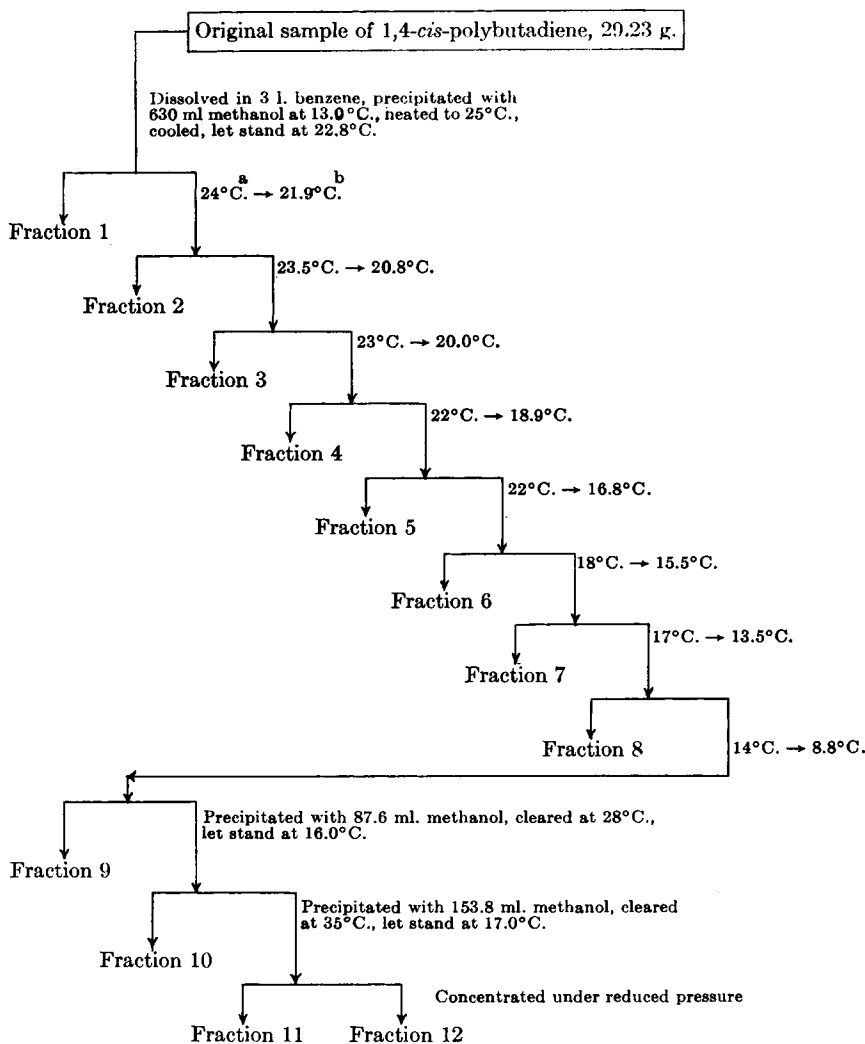 Original sample of 1,4-cis-polybutadiene, 29.23 g.
Dissolved in 3 l. benzene, precipitated with
630 ml methanol at 13.0°C., heated to 25°C.,
cooled, let stand at 22.8°C.
a b
24°C. → 21.9°C.
Fraction 1
23.5°C. → 20.8°C.
Fraction 2
23°C. → 20.0°C.
Fraction 3
22°C. → 18.9°C.
Fraction 4
22°C. → 16.8°C.
Fraction 5
18°C. → 15.5°C.
Fraction 6
17°C. → 13.5°C.
Fraction 7
14°C. → 8.8°C.
Fraction 8
Precipitated with 87.6 ml. methanol, cleared at 28°C.,
let stand at 16.0°C.
Fraction 9
Precipitated with 153.8 ml. methanol, cleared
at 35°C., let stand at 17.0°C.
Fraction 10
Concentrated under reduced pressure
Fraction 11 Fraction 12